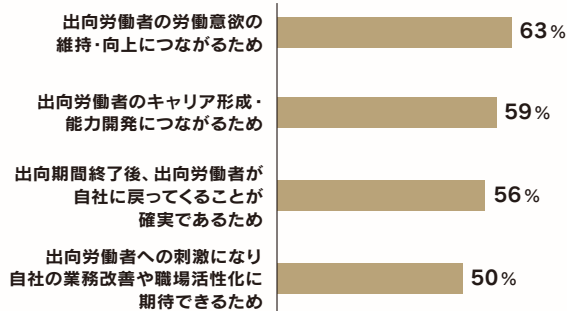 出向労働者の労働意欲の
維持・向上につながるため
63%
出向労働者のキャリア形成・
能力開発につながるため
59%
出向期間終了後、出向労働者が
自社に戻ってくることが
確実であるため
56%
出向労働者への刺激になり
自社の業務改善や職場活性化に
期待できるため
50%